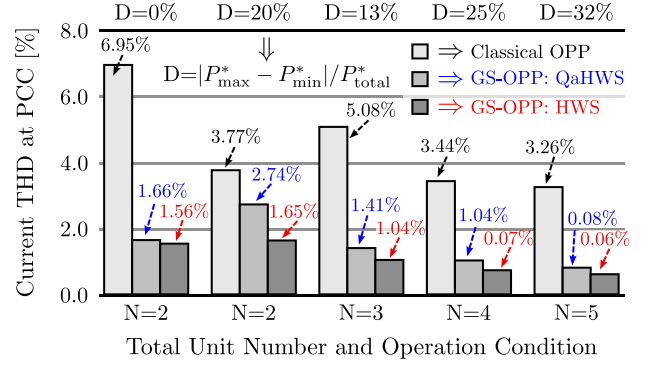 D=0% D=20% D=13% D=25% D=32%
8.0
6.0
4.0
2.0
0.0
Current THD at PCC [%]
⇓
D=|P*max − P*min|/P*total
⇒ Classical OPP
⇒ GS-OPP: QaHWS
⇒ GS-OPP: HWS
6.95%
1.66%
1.56%
3.77%
2.74%
1.65%
5.08%
1.41%
1.04%
3.44%
1.04%
0.07%
3.26%
0.08%
0.06%
N=2 N=2 N=3 N=4 N=5
Total Unit Number and Operation Condition